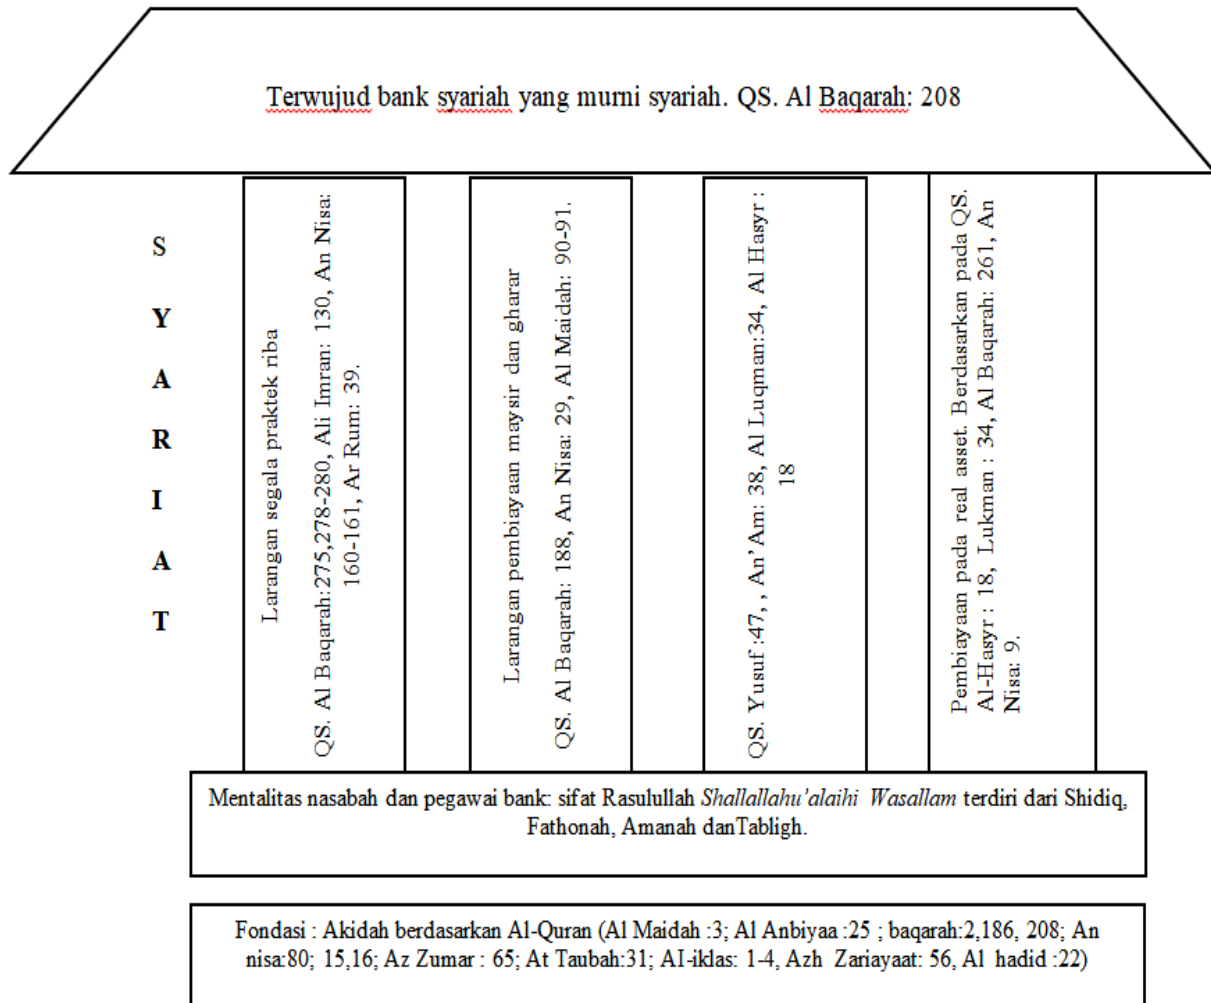 Terwujud bank syariah yang murni syariah. QS. Al Baqarah: 208
S
Y
A
R
I
A
T
Larangan segala praktek riba
QS. Al Baqarah:275,278-280, Ali Imran: 130, An Nisa:
160-161, Ar Rum: 39.
Larangan pembiayaan maysir dan gharar
QS. Al Baqarah: 188, An Nisa: 29, Al Maidah: 90-91.
QS. Yusuf :47, , An’Am: 38, Al Luqman:34, Al Hasyr :
18
Pembiayaan pada real asset. Berdasarkan pada QS.
Al-Hasyr : 18, Lukman : 34, Al Baqarah: 261, An
Nisa: 9.
Mentalitas nasabah dan pegawai bank: sifat Rasulullah Shallallahu’alaihi Wasallam terdiri dari Shidiq,
Fathonah, Amanah danTabligh.
Fondasi : Akidah berdasarkan Al-Quran (Al Maidah :3; Al Anbiyaa :25 ; baqarah:2,186, 208; An
nisa:80; 15,16; Az Zumar : 65; At Taubah:31; AI-iklas: 1-4, Azh Zariayaat: 56, Al hadid :22)